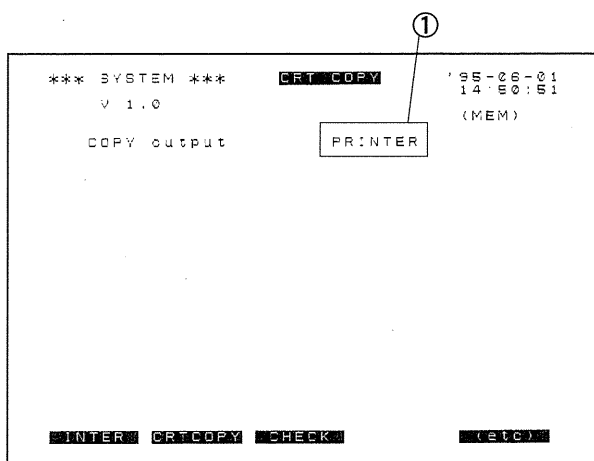 ①
*** SYSTEM *** CRT COPY '95-06-01
V 1.0 14:50:51
(MEM)
COPY output PRINTER
INTER CRTCOPY CHECK (etc)